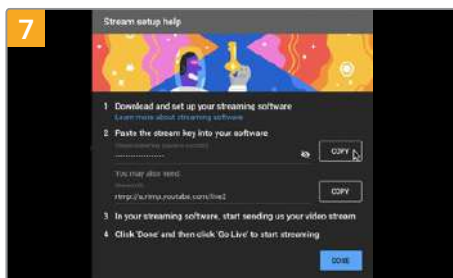 7
Stream setup help
1 Download and set up your streaming software
Learn more about streaming software
2 Paste the stream key into your software
COPY
You may also need
rtmp://a.rtmp.youtube.com/live2
COPY
3 In your streaming software, start sending us your video stream
4 Click 'Done' and then click 'Go Live' to start streaming
DONE